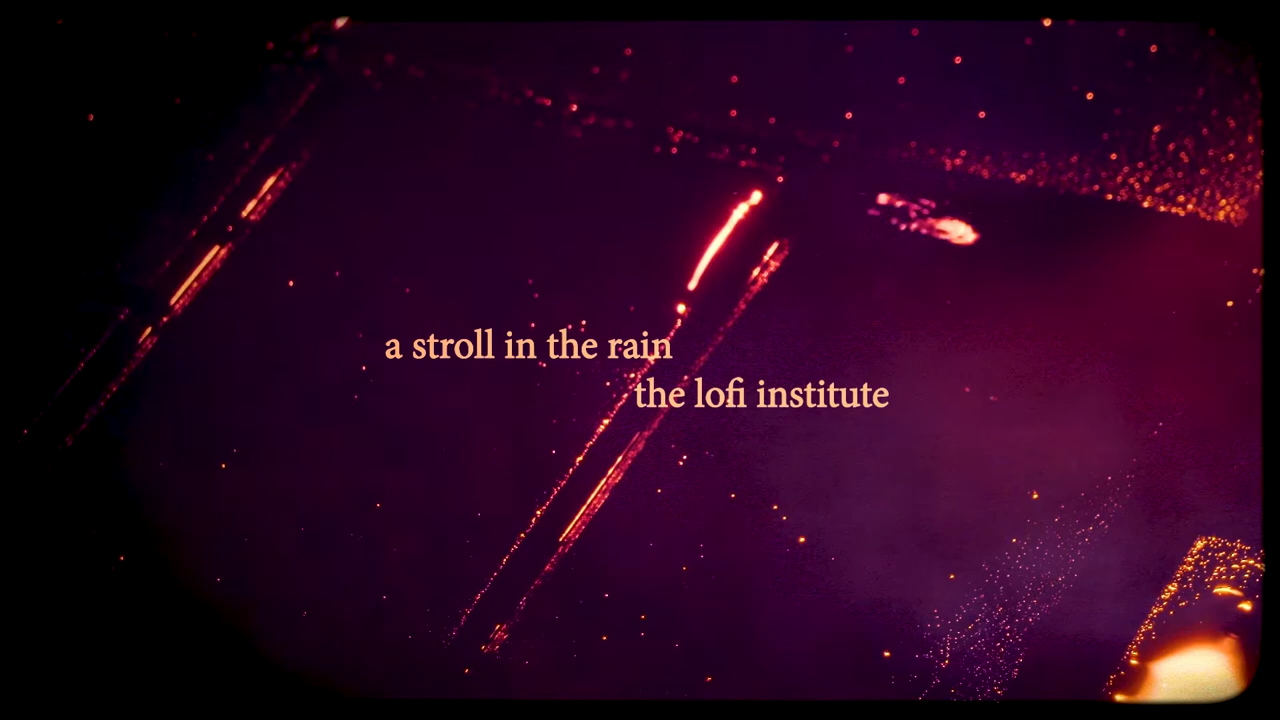 a stroll in the rain
the lofi institute